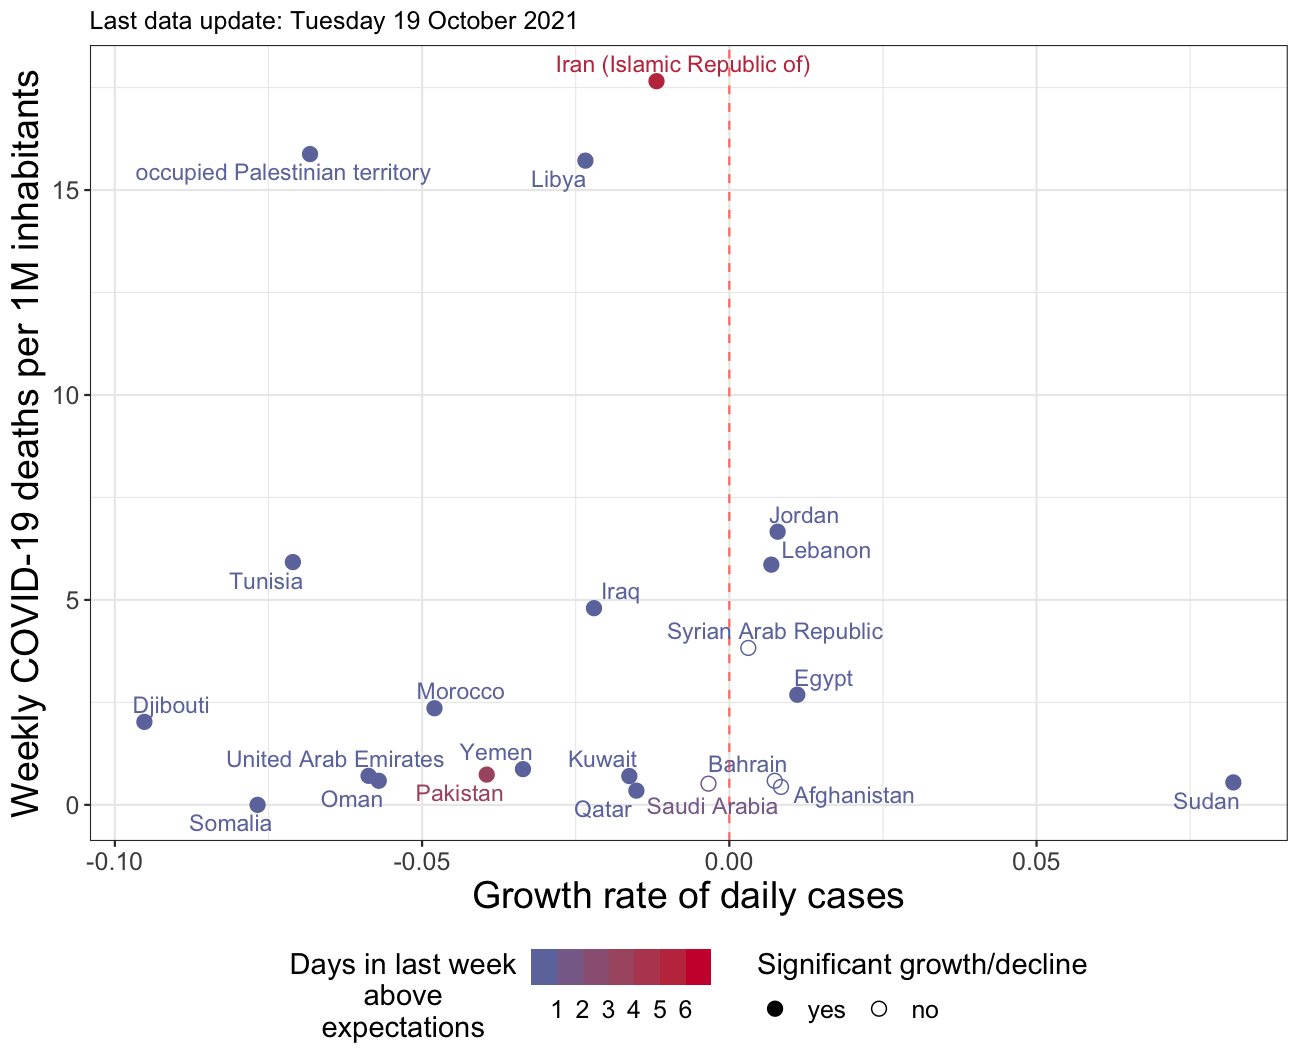 Last data update: Tuesday 19 October 2021
Weekly COVID-19 deaths per 1M inhabitants
15
10
5
0
Iran (Islamic Republic of)
occupied Palestinian territory
Libya
Jordan
Lebanon
Tunisia
Iraq
Syrian Arab Republic
Egypt
Morocco
Djibouti
Yemen
United Arab Emirates
Kuwait
Bahrain
Pakistan
Afghanistan
Oman
Sudan
Saudi Arabia
Qatar
Somalia
-0.10
-0.05
0.00
0.05
Growth rate of daily cases
Days in last week
above
expectations
1 2 3 4 5 6
Significant growth/decline
yes
no